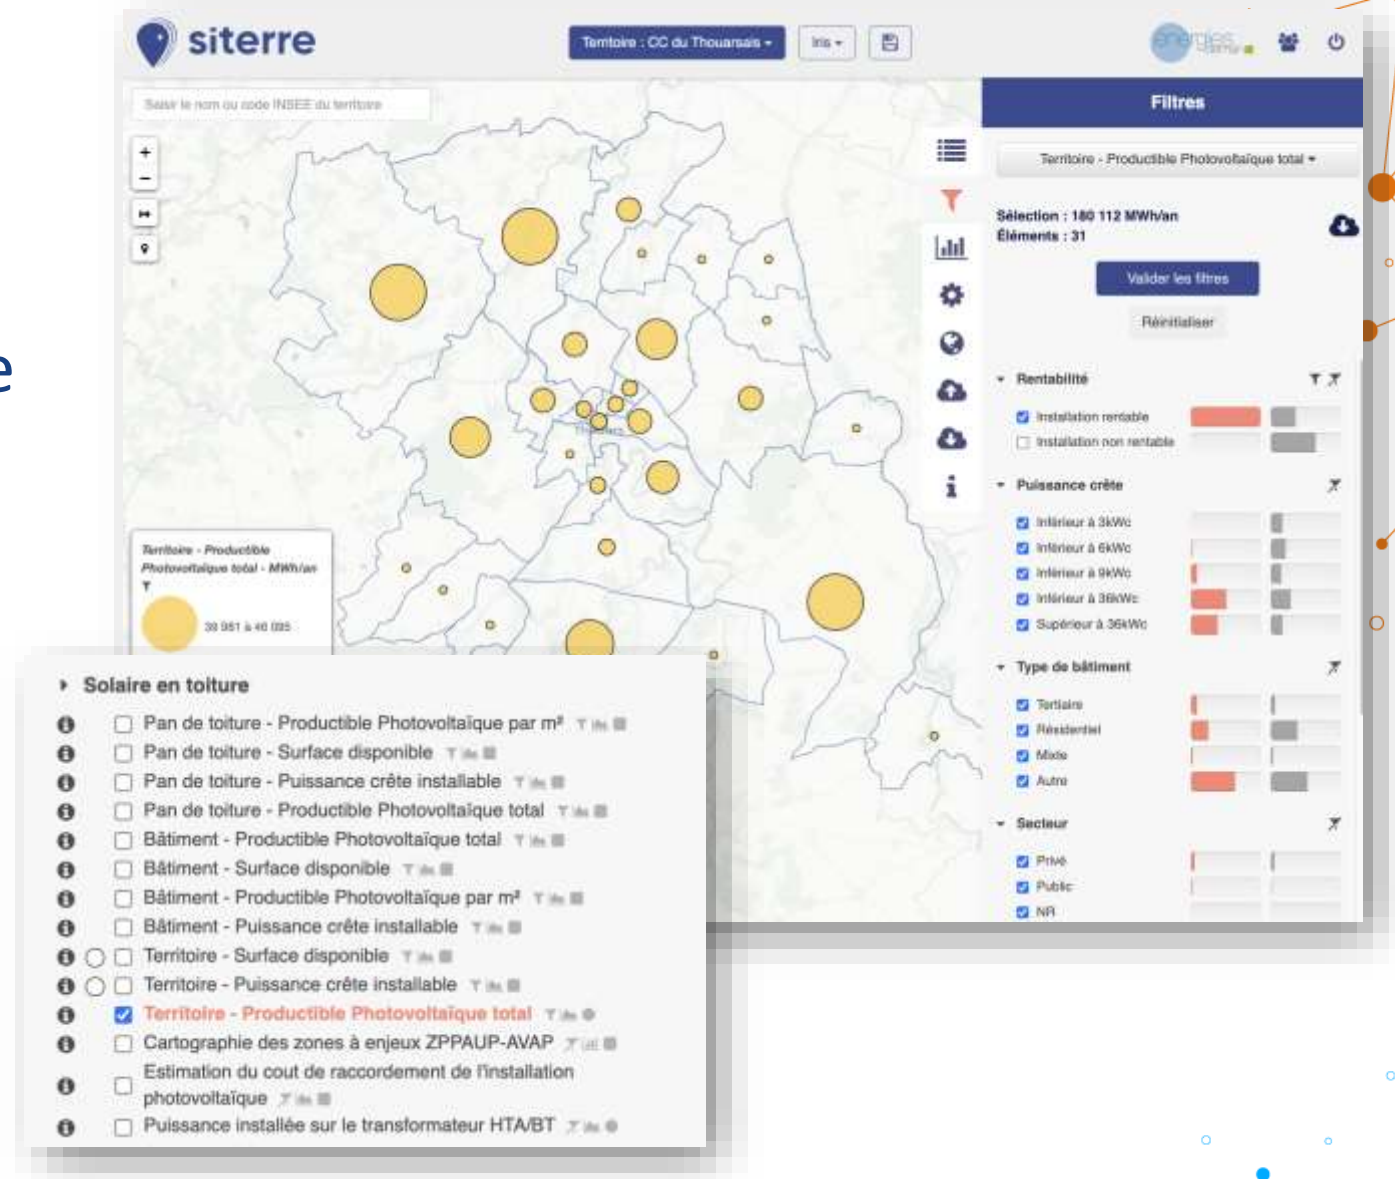 siterre
Territoire : CC du Thouarsais
Iris
energies
demain
Saisir le nom ou code INSEE du territoire
+
−
Filtres
Territoire - Productible Photovoltaïque total
Sélection : 180 112 MWh/an
Éléments : 31
Valider les filtres
Réinitialiser
Rentabilité
Installation rentable
Installation non rentable
Puissance crête
Inférieur à 3kWc
Inférieur à 6kWc
Inférieur à 9kWc
Inférieur à 36kWc
Supérieur à 36kWc
Type de bâtiment
Tertiaire
Résidentiel
Mixte
Autre
Secteur
Privé
Public
NR
e
Territoire - Productible
Photovoltaïque total - MWh/an
Solaire en toiture
Pan de toiture - Productible Photovoltaïque par m²
Pan de toiture - Surface disponible
Pan de toiture - Puissance crête installable
Pan de toiture - Productible Photovoltaïque total
Bâtiment - Productible Photovoltaïque total
Bâtiment - Surface disponible
Bâtiment - Productible Photovoltaïque par m²
Bâtiment - Puissance crête installable
Territoire - Surface disponible
Territoire - Puissance crête installable
Territoire - Productible Photovoltaïque total
Cartographie des zones à enjeux ZPPAUP-AVAP
Estimation du cout de raccordement de l'installation
photovoltaïque
Puissance installée sur le transformateur HTA/BT